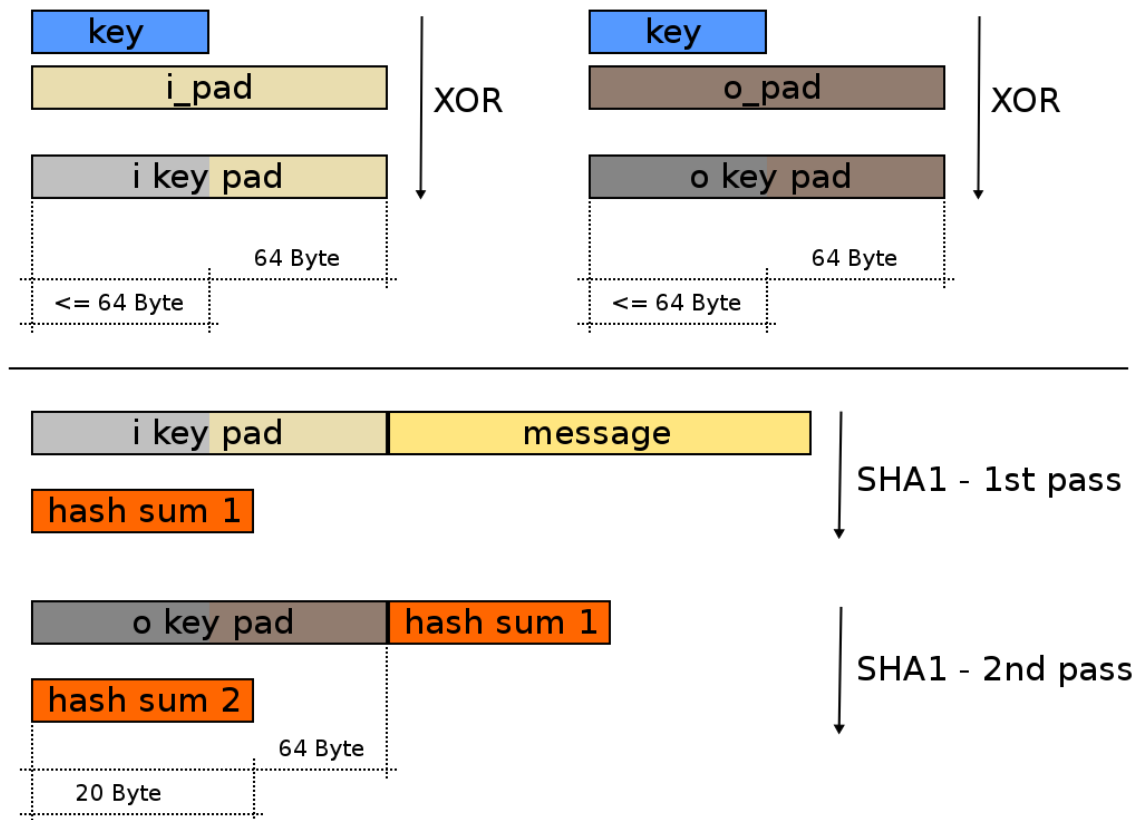 key
i_pad
XOR
i key pad
64 Byte
<= 64 Byte
key
o_pad
XOR
o key pad
64 Byte
<= 64 Byte
i key pad message
SHA1 - 1st pass
hash sum 1
o key pad hash sum 1
SHA1 - 2nd pass
hash sum 2
64 Byte
20 Byte